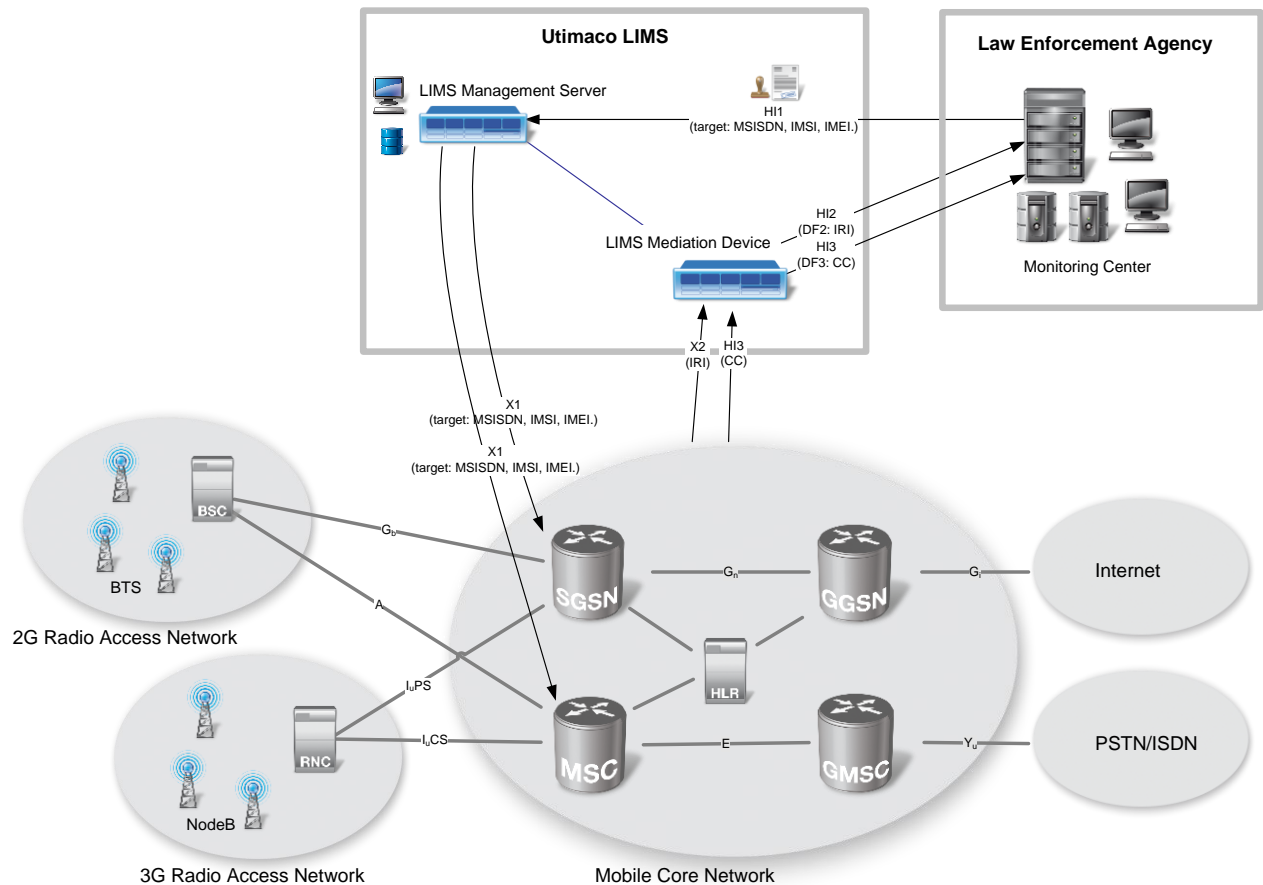 Utimaco LIMS
Law Enforcement Agency
LIMS Management Server
HI1
(target: MSISDN, IMSI, IMEI.)
HI2
(DF2: IRI)
LIMS Mediation Device
HI3
(DF3: CC)
Monitoring Center
X2
(IRI)
HI3
(CC)
X1
(target: MSISDN, IMSI, IMEI.)
X1
(target: MSISDN, IMSI, IMEI.)
BSC
BTS
2G Radio Access Network
Gb
A
SGSN
Gn
GGSN
Gi
Internet
HLR
RNC
NodeB
3G Radio Access Network
IuPS
IuCS
MSC
E
GMSC
Yu
PSTN/ISDN
Mobile Core Network